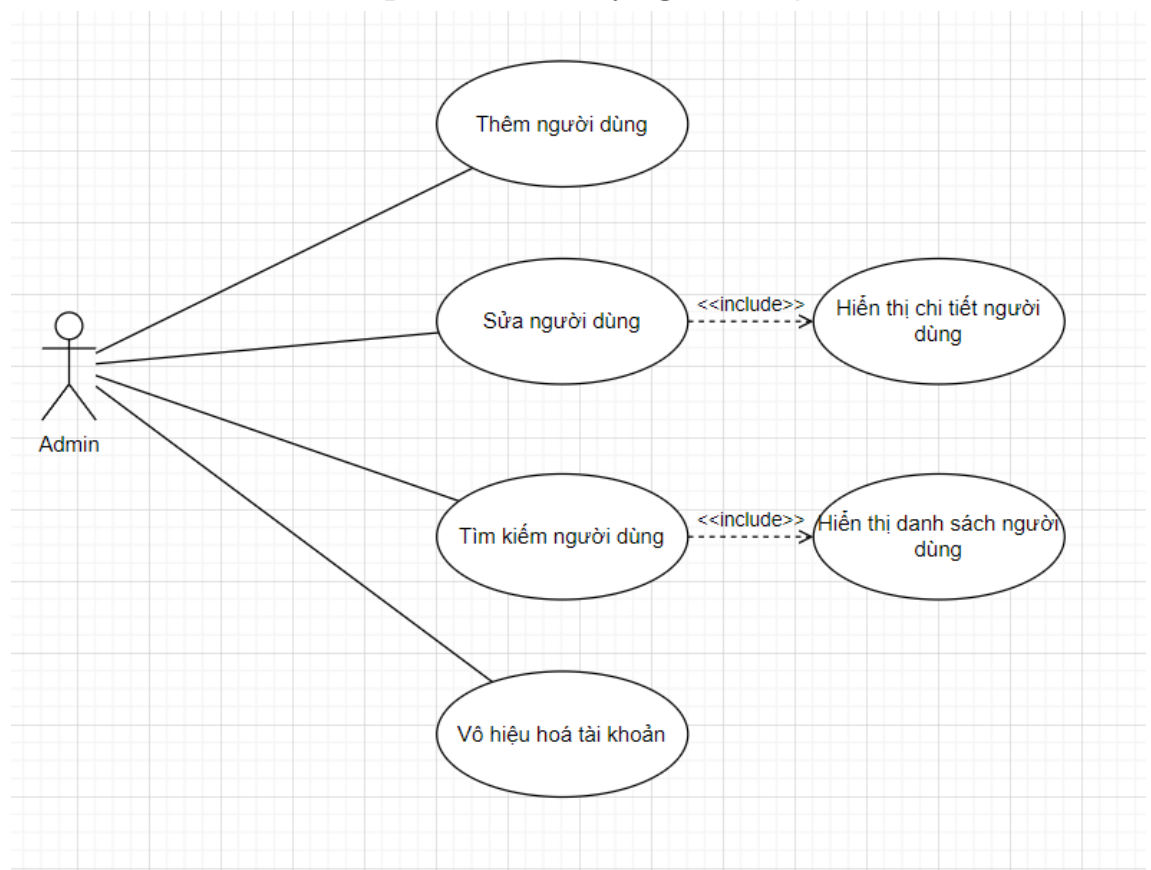 Thêm người dùng
Sửa người dùng
<<include>>
Hiển thị chi tiết người
dùng
Admin
Tìm kiếm người dùng
<<include>>
Hiển thị danh sách người
dùng
Vô hiệu hoá tài khoản